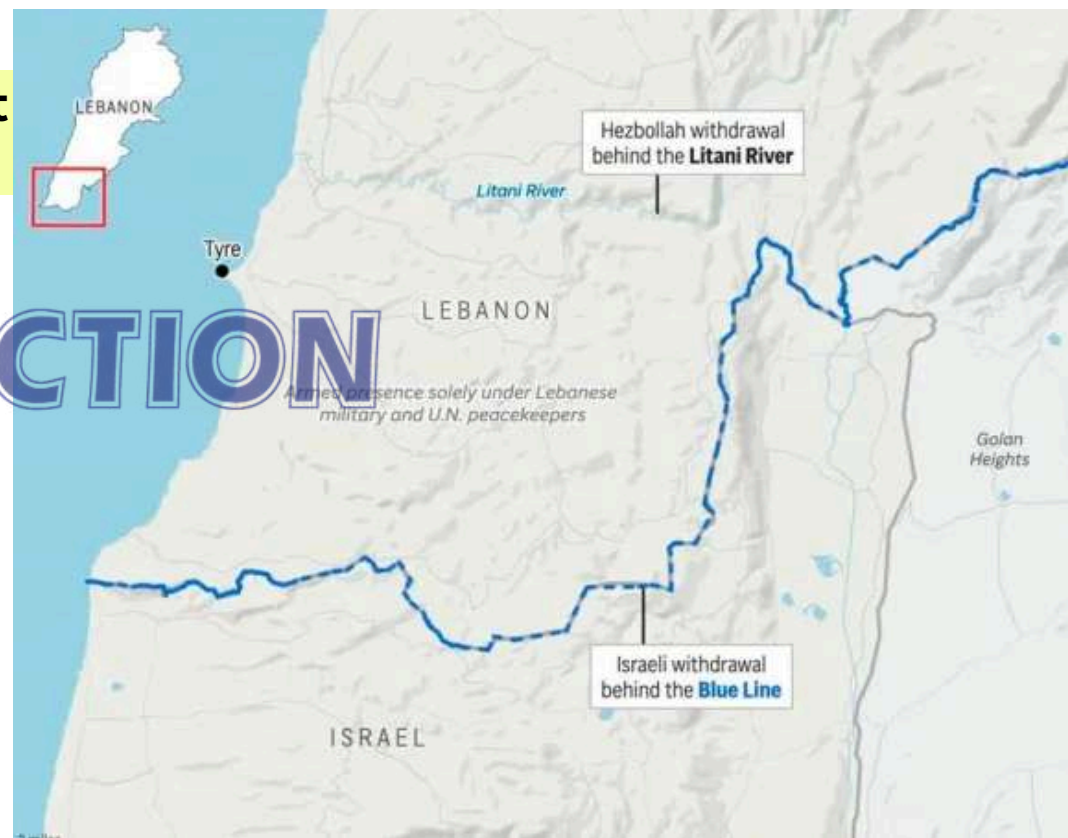 t
LEBANON
Hezbollah withdrawal
behind the Litani River
Litani River
Tyre
LEBANON
CTION
Armed presence solely under Lebanese
military and U.N. peacekeepers
Golan
Heights
Israeli withdrawal
behind the Blue Line
ISRAEL